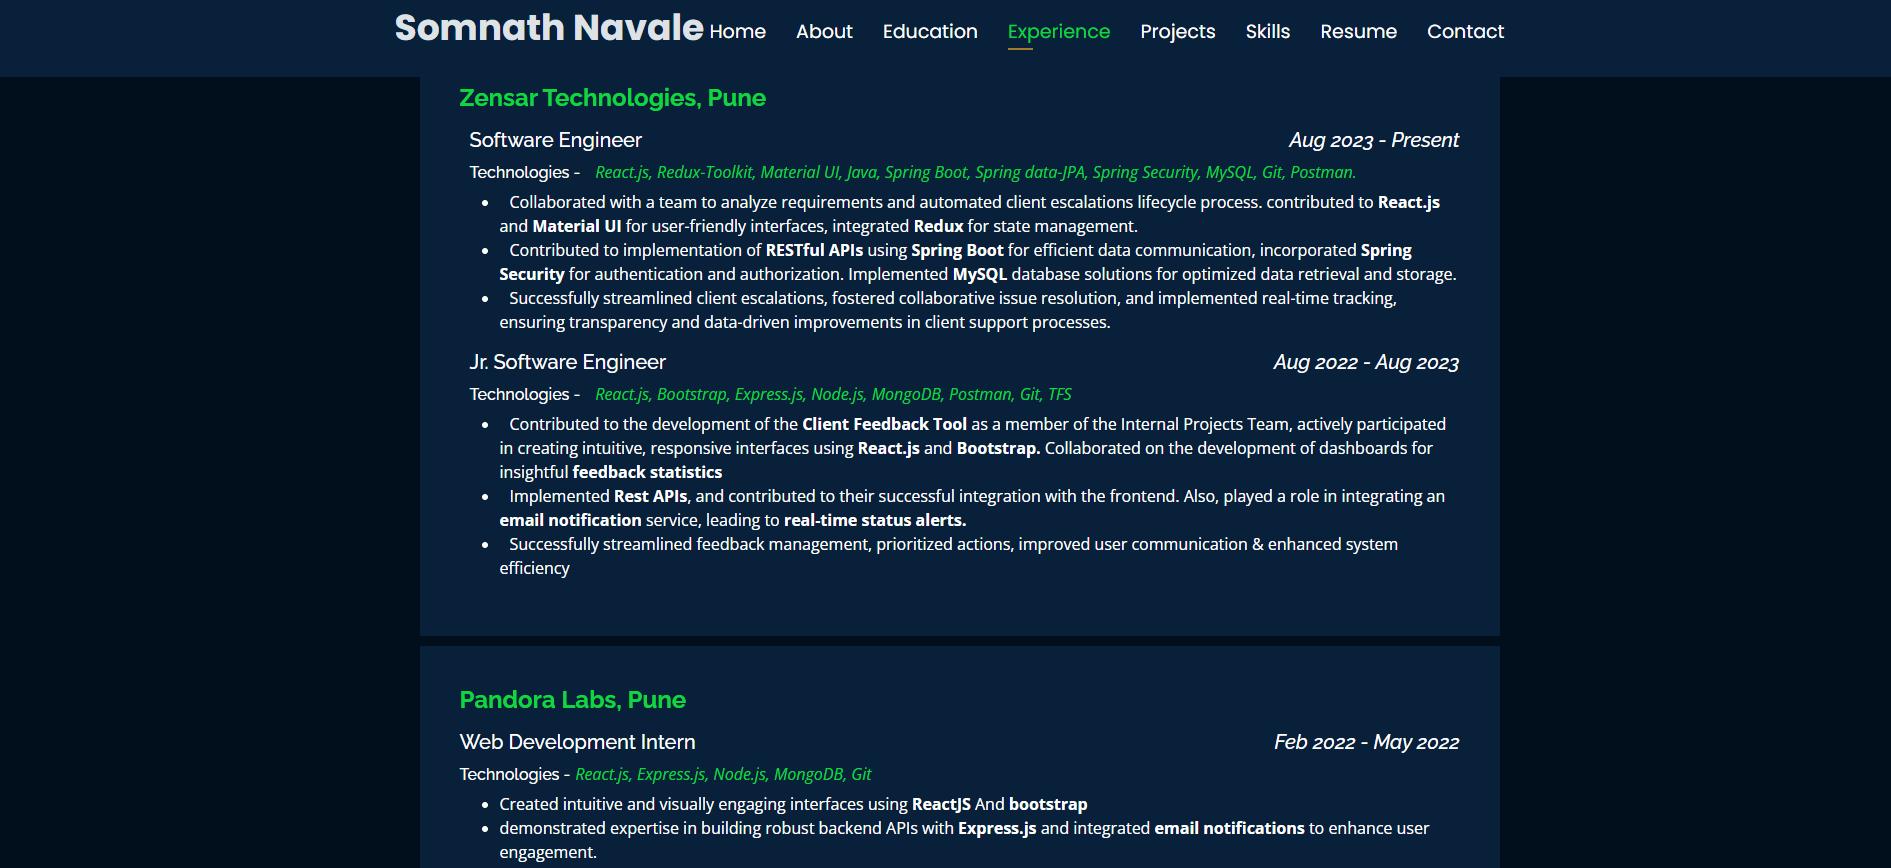 Somnath Navale Home About Education Experience Projects Skills Resume Contact
Zensar Technologies, Pune
Software Engineer Aug 2023 - Present
Technologies - React.js, Redux-Toolkit, Material UI, Java, Spring Boot, Spring data-JPA, Spring Security, MySQL, Git, Postman.
• Collaborated with a team to analyze requirements and automated client escalations lifecycle process. contributed to React.js
and Material UI for user-friendly interfaces, integrated Redux for state management.
• Contributed to implementation of RESTful APIs using Spring Boot for efficient data communication, incorporated Spring
Security for authentication and authorization. Implemented MySQL database solutions for optimized data retrieval and storage.
• Successfully streamlined client escalations, fostered collaborative issue resolution, and implemented real-time tracking,
ensuring transparency and data-driven improvements in client support processes.
Jr. Software Engineer Aug 2022 - Aug 2023
Technologies - React.js, Bootstrap, Express.js, Node.js, MongoDB, Postman, Git, TFS
• Contributed to the development of the Client Feedback Tool as a member of the Internal Projects Team, actively participated
in creating intuitive, responsive interfaces using React.js and Bootstrap. Collaborated on the development of dashboards for
insightful feedback statistics
• Implemented Rest APIs, and contributed to their successful integration with the frontend. Also, played a role in integrating an
email notification service, leading to real-time status alerts.
• Successfully streamlined feedback management, prioritized actions, improved user communication & enhanced system
efficiency
Pandora Labs, Pune
Web Development Intern Feb 2022 - May 2022
Technologies - React.js, Express.js, Node.js, MongoDB, Git
• Created intuitive and visually engaging interfaces using ReactJS And bootstrap
• demonstrated expertise in building robust backend APIs with Express.js and integrated email notifications to enhance user
engagement.